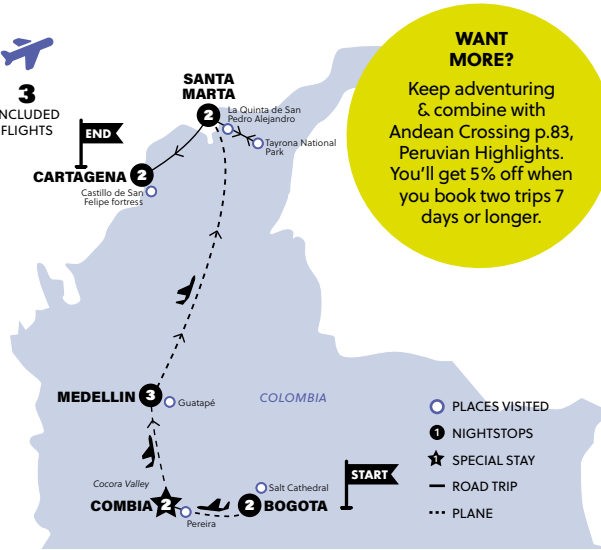 3
INCLUDED
FLIGHTS
WANT
MORE?
Keep adventuring
& combine with
Andean Crossing p.83,
Peruvian Highlights.
You'll get 5% off when
you book two trips 7
days or longer.
SANTA
MARTA
2
La Quinta de San
Pedro Alejandro
Tayrona National
Park
END
CARTAGENA
2
Castillo de San
Felipe fortress
MEDELLIN
3
Guatapé
COLOMBIA
PLACES VISITED
1
NIGHTSTOPS
1
SPECIAL STAY
ROAD TRIP
PLANE
START
Cocora Valley
Salt Cathedral
COMBIA
2
2
BOGOTA
Pereira